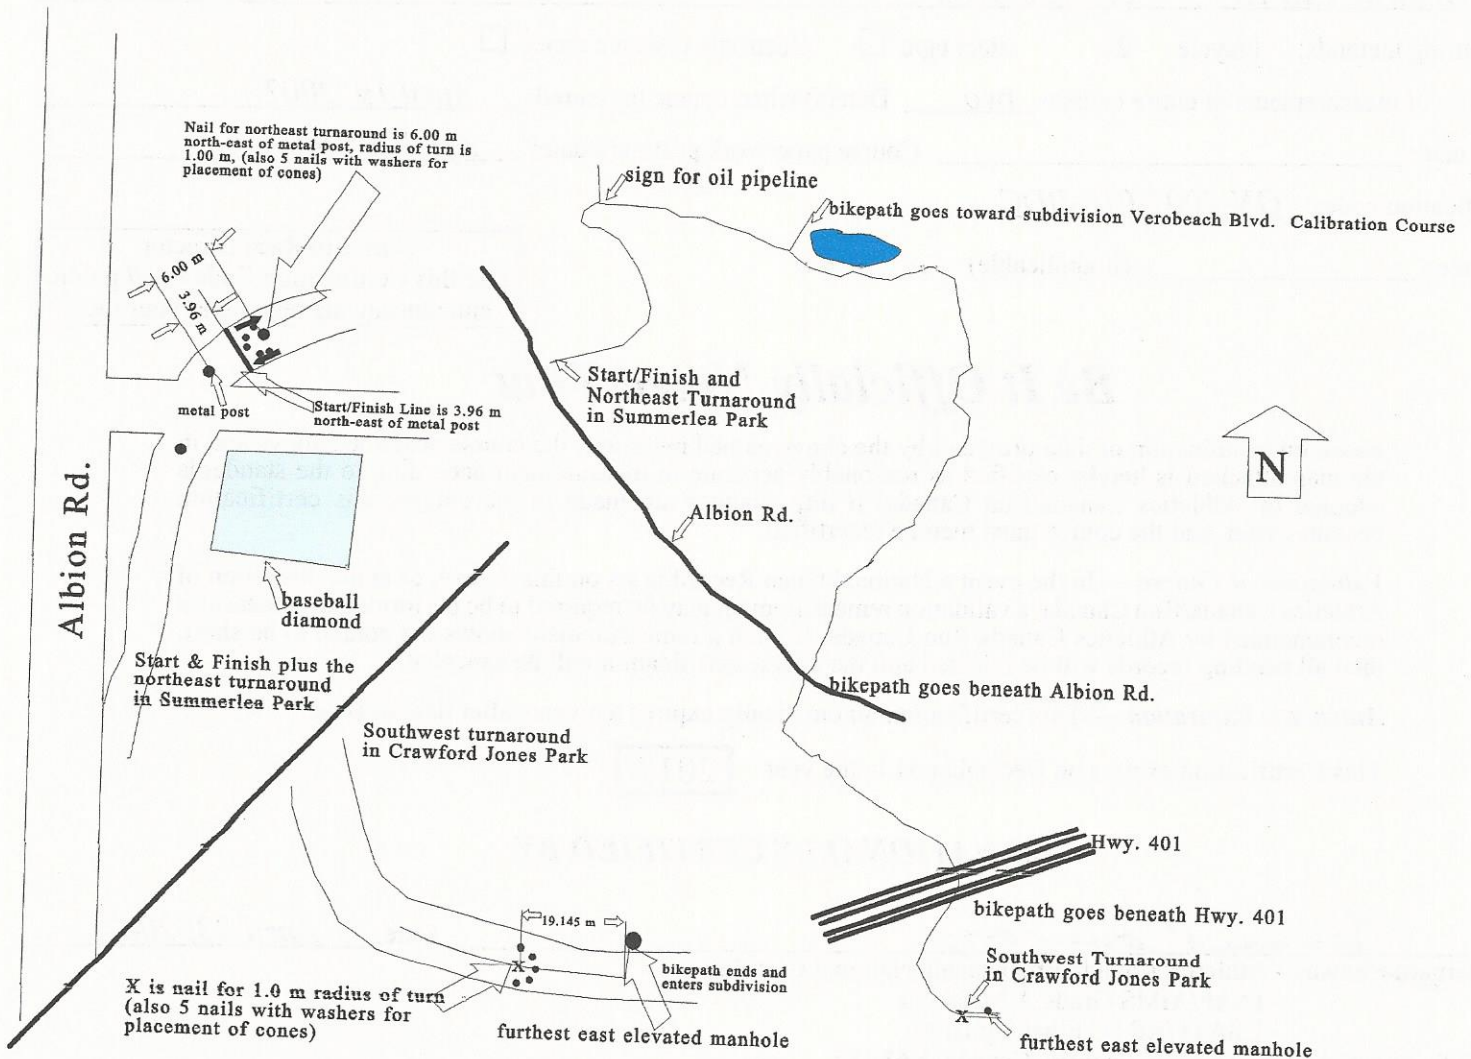 Nail for northeast turnaround is 6.00 m
north-east of metal post, radius of turn is
1.00 m, (also 5 nails with washers for
placement of cones)
sign for oil pipeline
bikepath goes toward subdivision Verobeach Blvd. Calibration Course
6.00 m
3.96 m
metal post
Start/Finish Line is 3.96 m
north-east of metal post
Start/Finish and
Northeast Turnaround
in Summerlea Park
N
Albion Rd.
Albion Rd.
baseball
diamond
Start & Finish plus the
northeast turnaround
in Summerlea Park
bikepath goes beneath Albion Rd.
Southwest turnaround
in Crawford Jones Park
Hwy. 401
bikepath goes beneath Hwy. 401
19.145 m
X
bikepath ends and
enters subdivision
X is nail for 1.0 m radius of turn
(also 5 nails with washers for
placement of cones)
furthest east elevated manhole
Southwest Turnaround
in Crawford Jones Park
X
furthest east elevated manhole